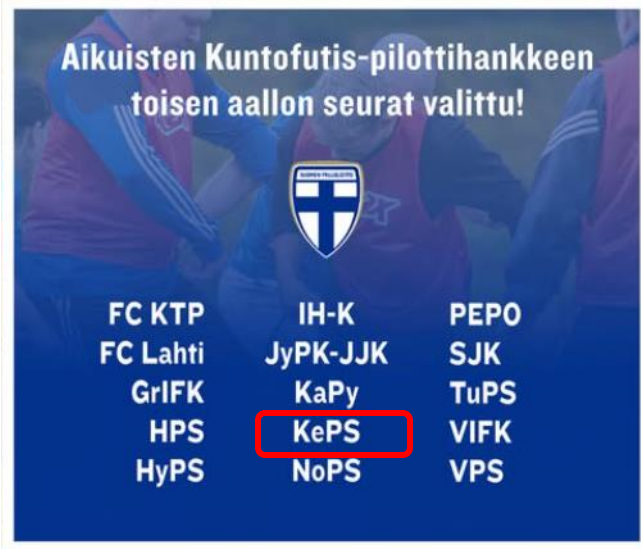 Aikuisten Kuntofutis-pilottihankkeen
toisen aallon seurat valittu!
SUOMEN PALLOLIITTO
FC KTP
FC Lahti
GrIFK
HPS
HyPS
IH-K
JyPK-JJK
KaPy
KePS
NoPS
PEPO
SJK
TuPS
VIFK
VPS